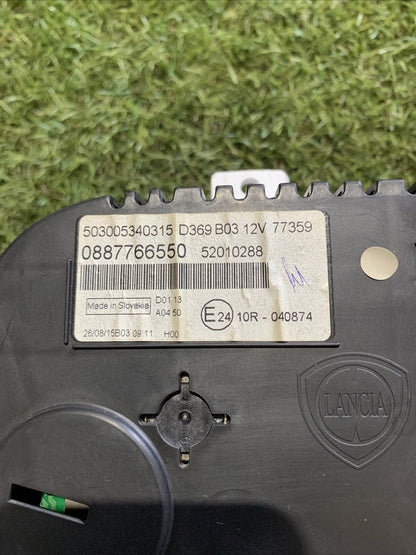 503005340315 D369 B03 12V 77359
0887766550 52010288
Made in Slovakia D01 13
A04 50
E 24 10R - 040874
26/08/15B03 09 11 H00
LANCIA